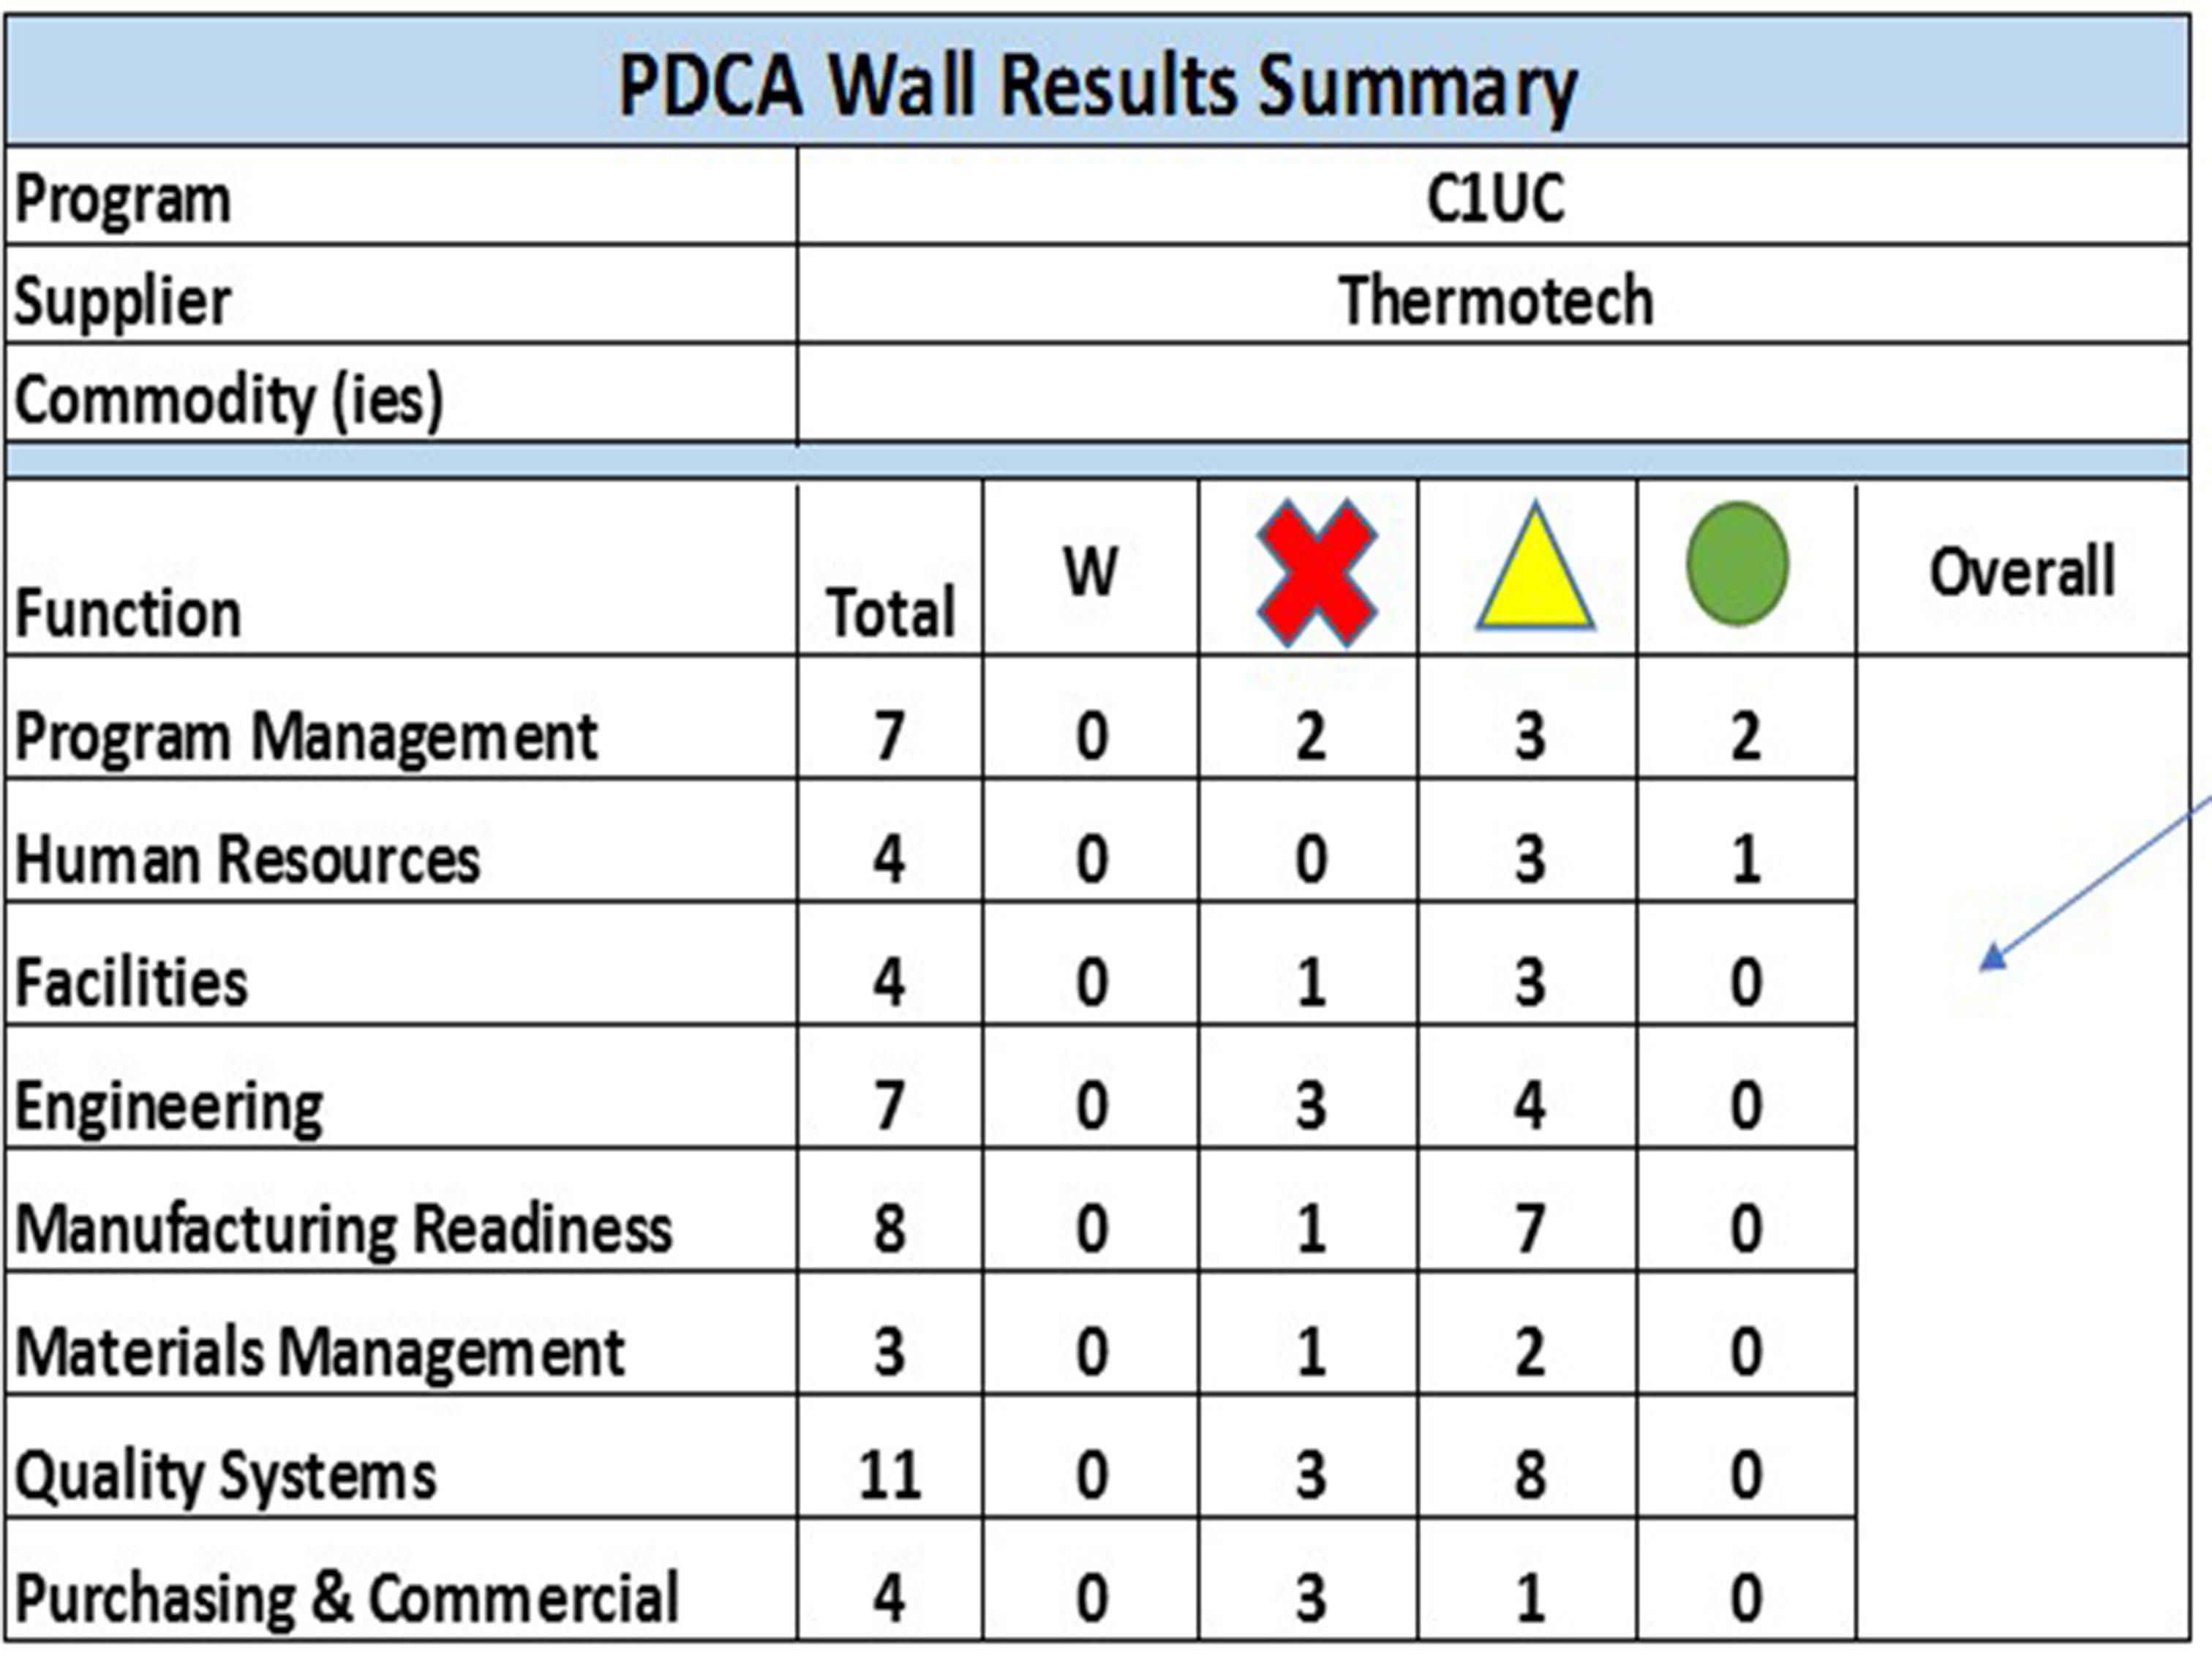 PDCA Wall Results Summary
Program C1UC
Supplier Thermotech
Commodity (ies)
Function Total W Overall
Program Management 7 0 2 3 2
Human Resources 4 0 0 3 1
Facilities 4 0 1 3 0
Engineering 7 0 3 4 0
Manufacturing Readiness 8 0 1 7 0
Materials Management 3 0 1 2 0
Quality Systems 11 0 3 8 0
Purchasing & Commercial 4 0 3 1 0